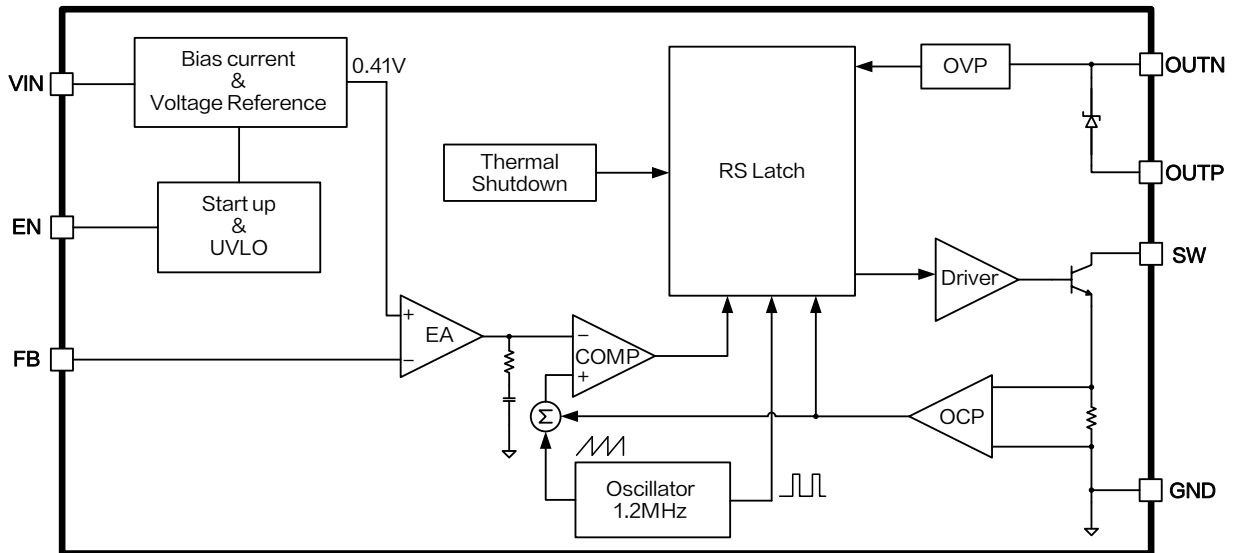 VIN
Bias current
&
Voltage Reference
0.41V
OVP
OUTN
OUTP
Thermal
Shutdown
RS Latch
EN
Start up
&
UVLO
SW
Driver
+
EA
−
FB
−
COMP
+
Σ
OCP
Oscillator
1.2MHz
GND